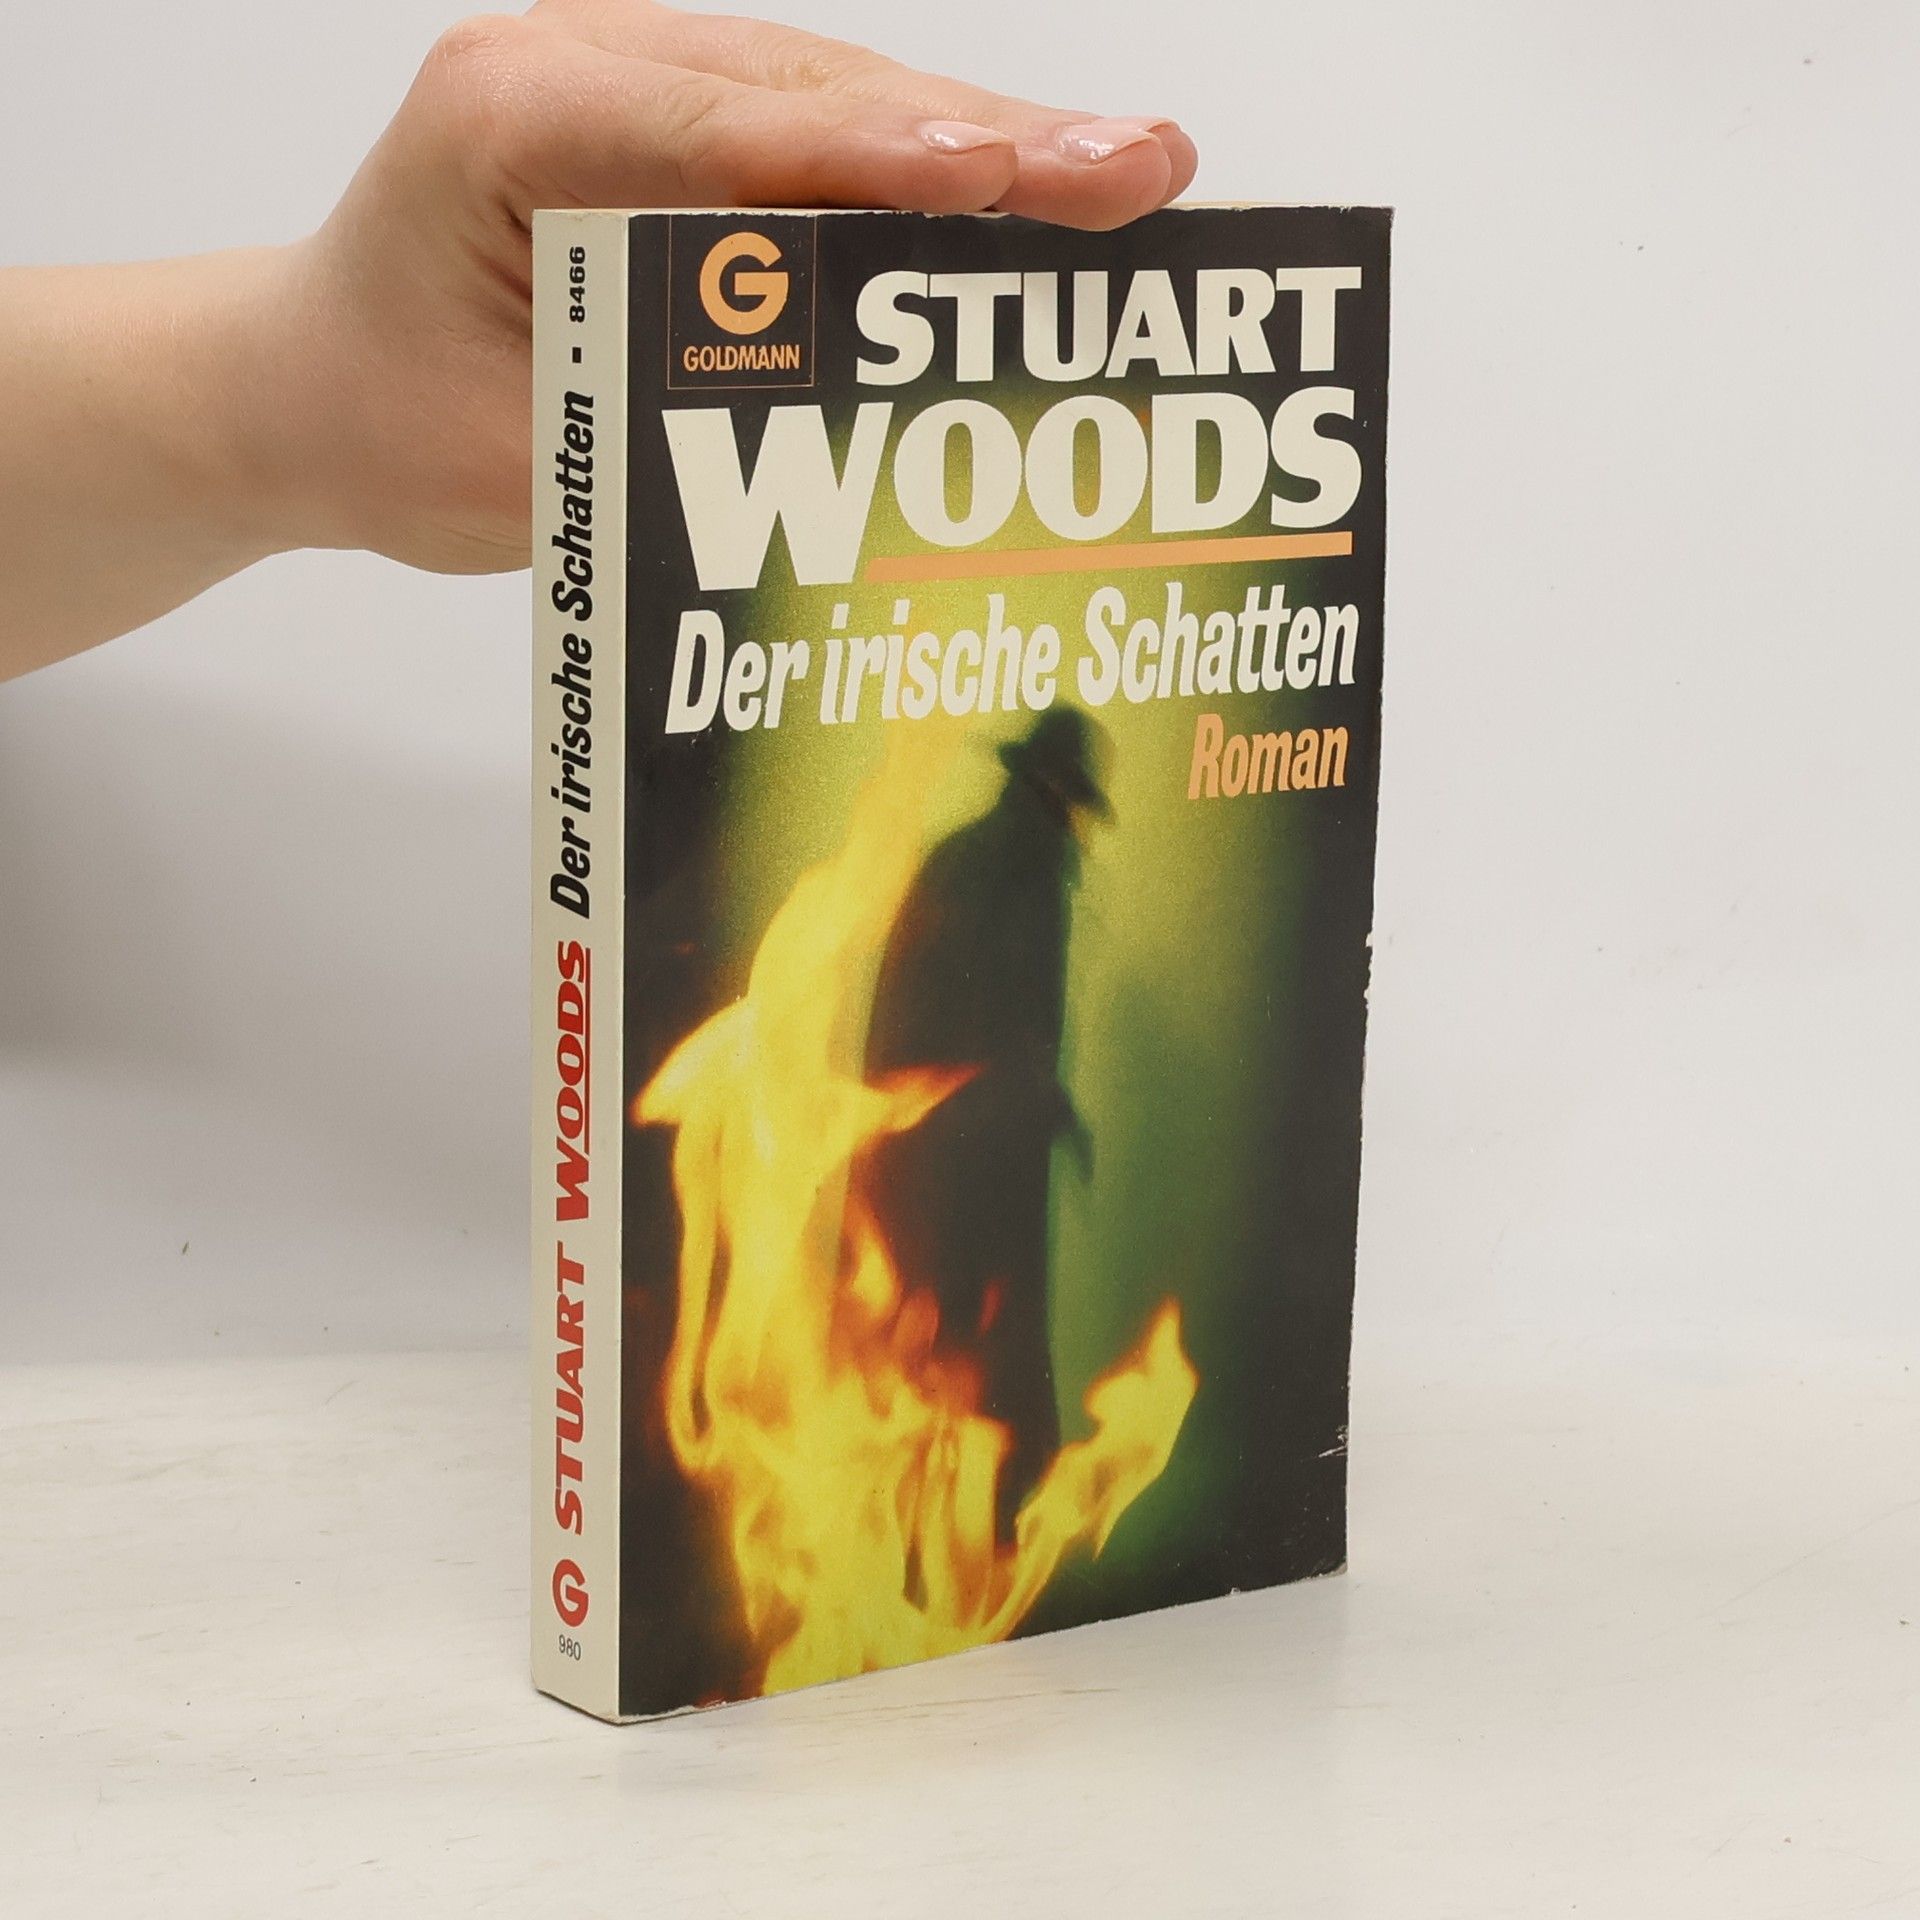 G
GOLDMANN
STUART
WOODS
Der irische Schatten
Roman
G STUART WOODS Der irische Schatten - 8466
980